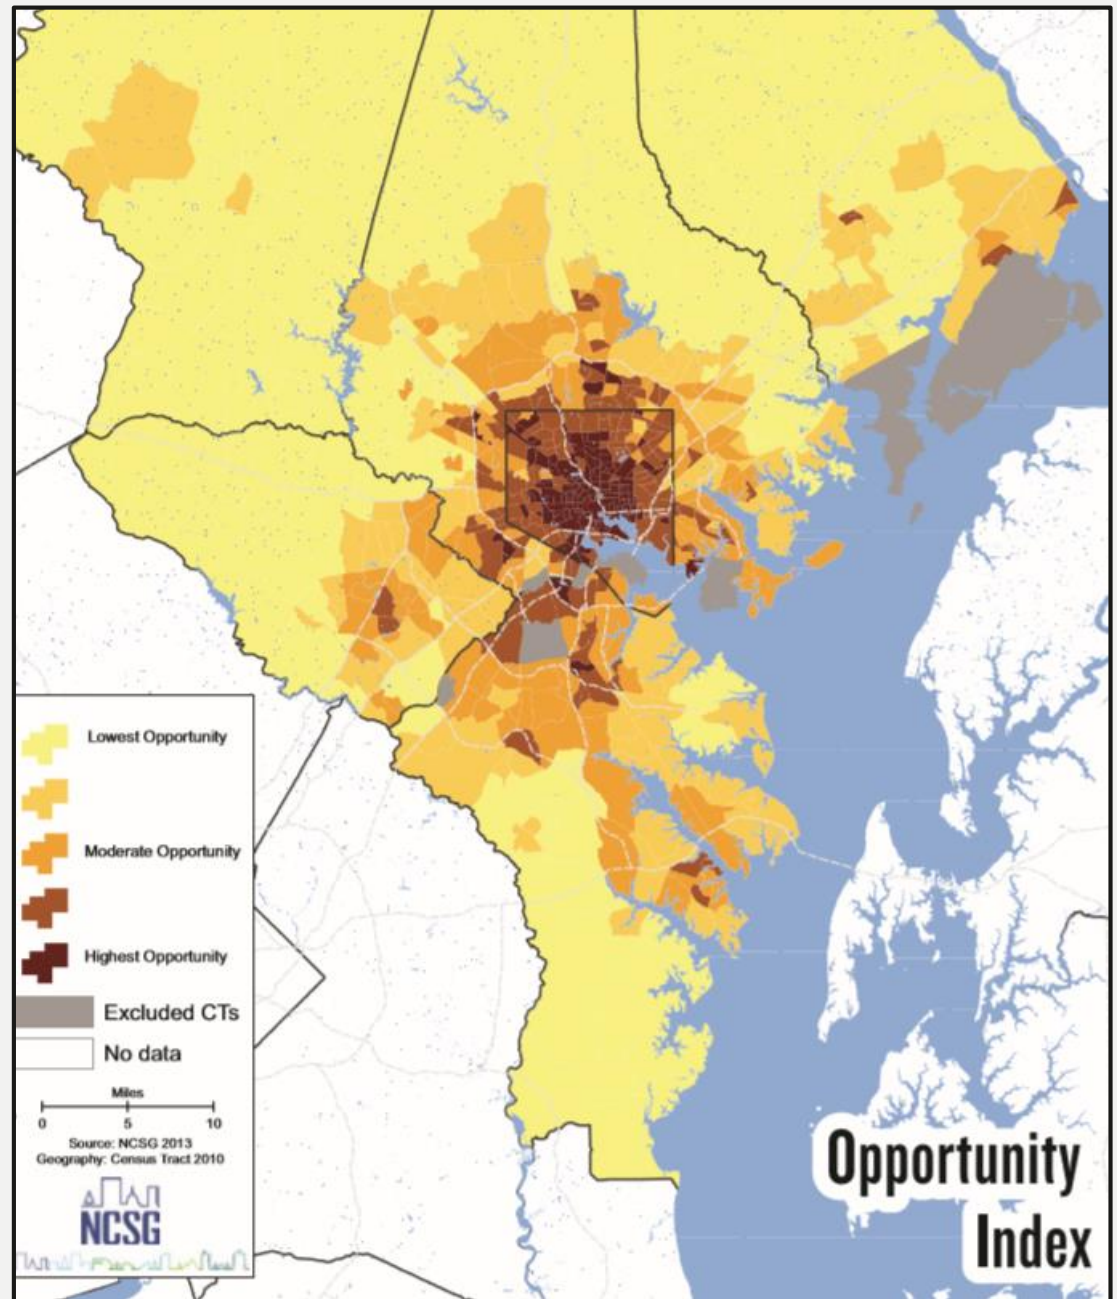 Lowest Opportunity
Moderate Opportunity
Highest Opportunity
Excluded CTs
No data
Miles
0 5 10
Source: NCSG 2013
Geography: Census Tract 2010
NCSG
Opportunity
Index